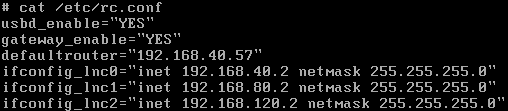 # cat /etc/rc.conf
usbd_enable="YES"
gateway_enable="YES"
defaultrouter="192.168.40.57"
ifconfig_lnc0="inet 192.168.40.2 netmask 255.255.255.0"
ifconfig_lnc1="inet 192.168.80.2 netmask 255.255.255.0"
ifconfig_lnc2="inet 192.168.120.2 netmask 255.255.255.0"